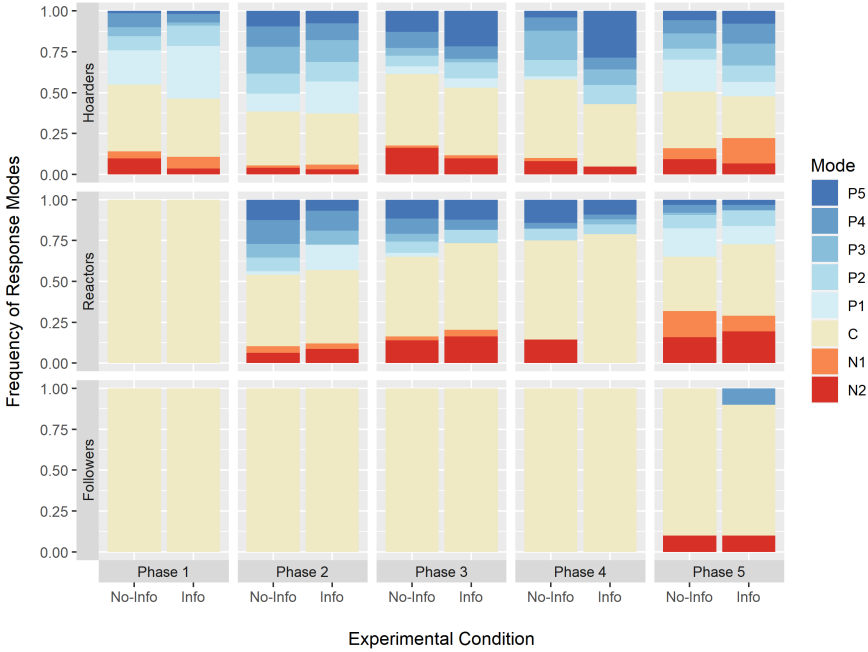 Frequency of Response Modes
Hoarders
1.00
0.75
0.50
0.25
0.00
Reactors
1.00
0.75
0.50
0.25
0.00
Followers
1.00
0.75
0.50
0.25
0.00
Phase 1 Phase 2 Phase 3 Phase 4 Phase 5
No-Info Info No-Info Info No-Info Info No-Info Info No-Info Info
Experimental Condition
Mode
P5
P4
P3
P2
P1
C
N1
N2